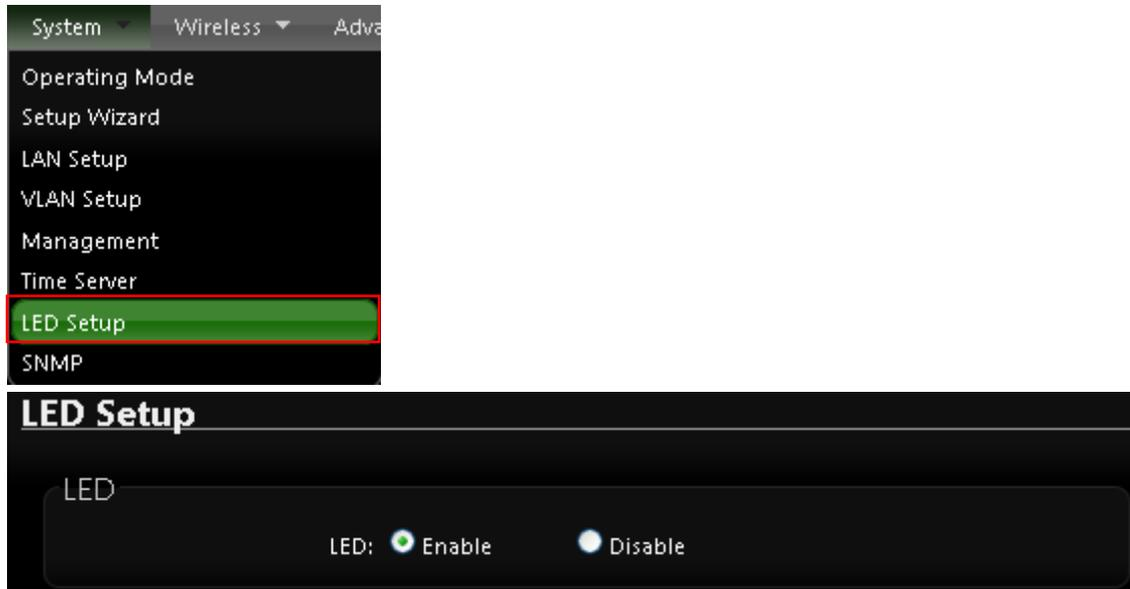 System Wireless
Operating Mode
Setup Wizard
LAN Setup
VLAN Setup
Management
Time Server
LED Setup
SNMP
LED Setup
LED
LED: Enable Disable